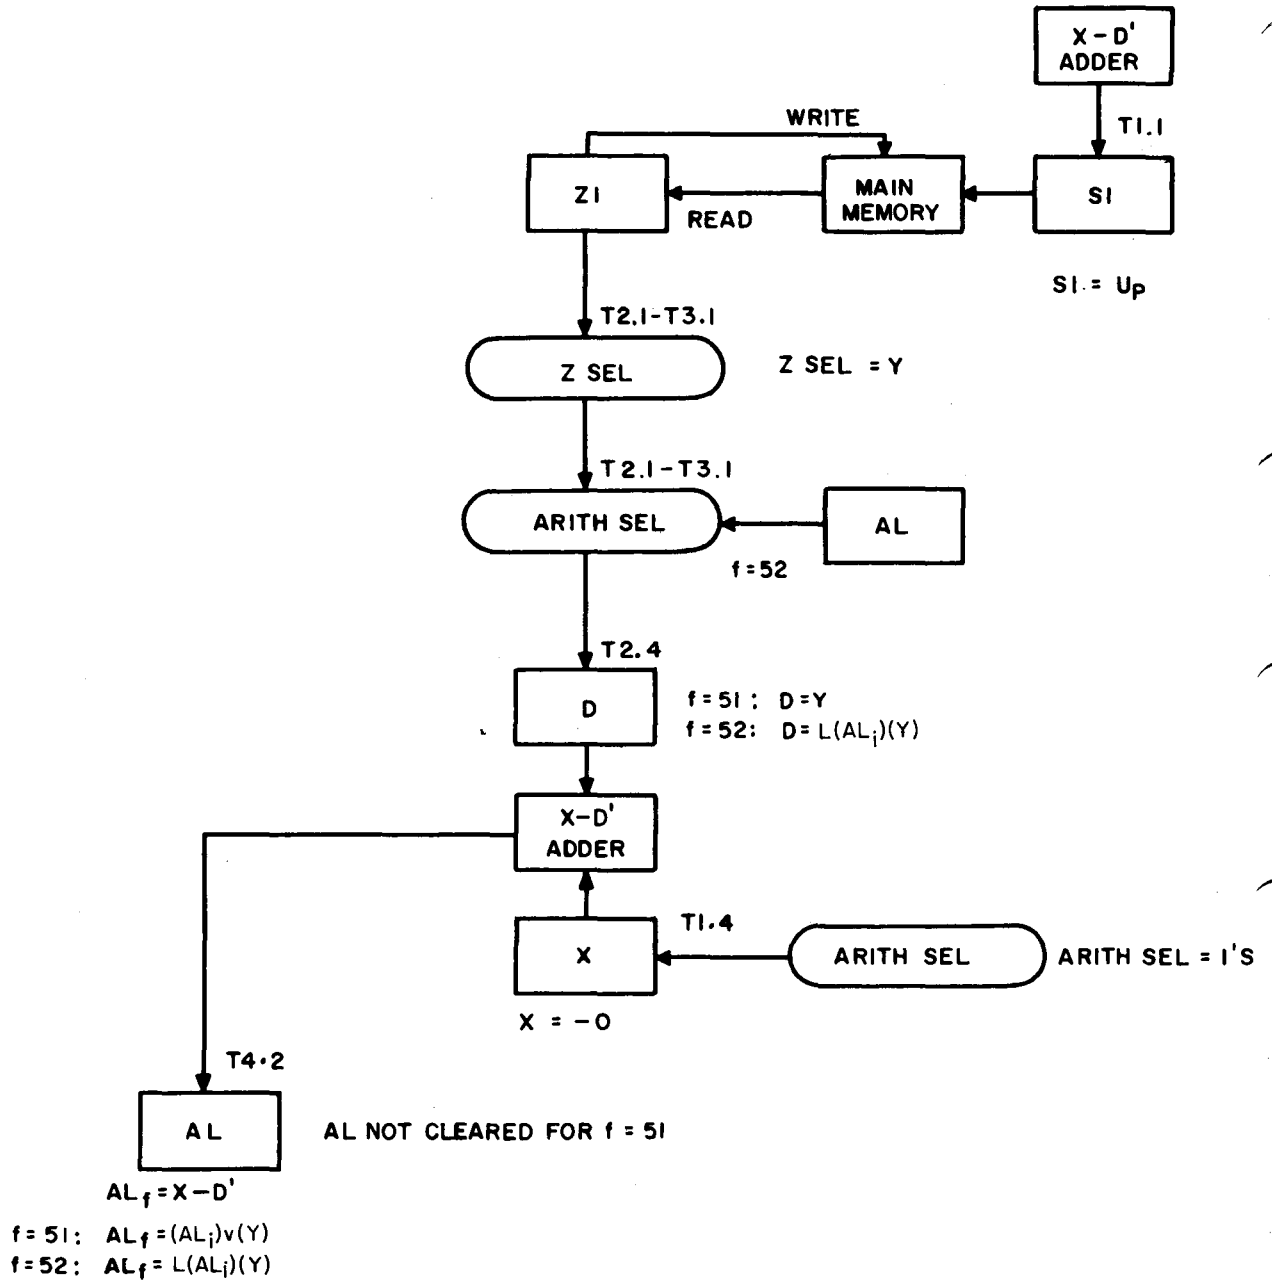 X-D'
ADDER
T1.1
WRITE
Z1
READ
MAIN
MEMORY
S1
S1 = Up
T2.1-T3.1
Z SEL
Z SEL = Y
T2.1-T3.1
ARITH SEL
AL
f=52
T2.4
D
f=51: D=Y
f=52: D=L(ALi)(Y)
X-D'
ADDER
T1.4
X
ARITH SEL
ARITH SEL = 1'S
X = -0
T4.2
AL
AL NOT CLEARED FOR f = 51
ALf=X-D'
f=51: ALf=(ALi)v(Y)
f=52: ALf=L(ALi)(Y)